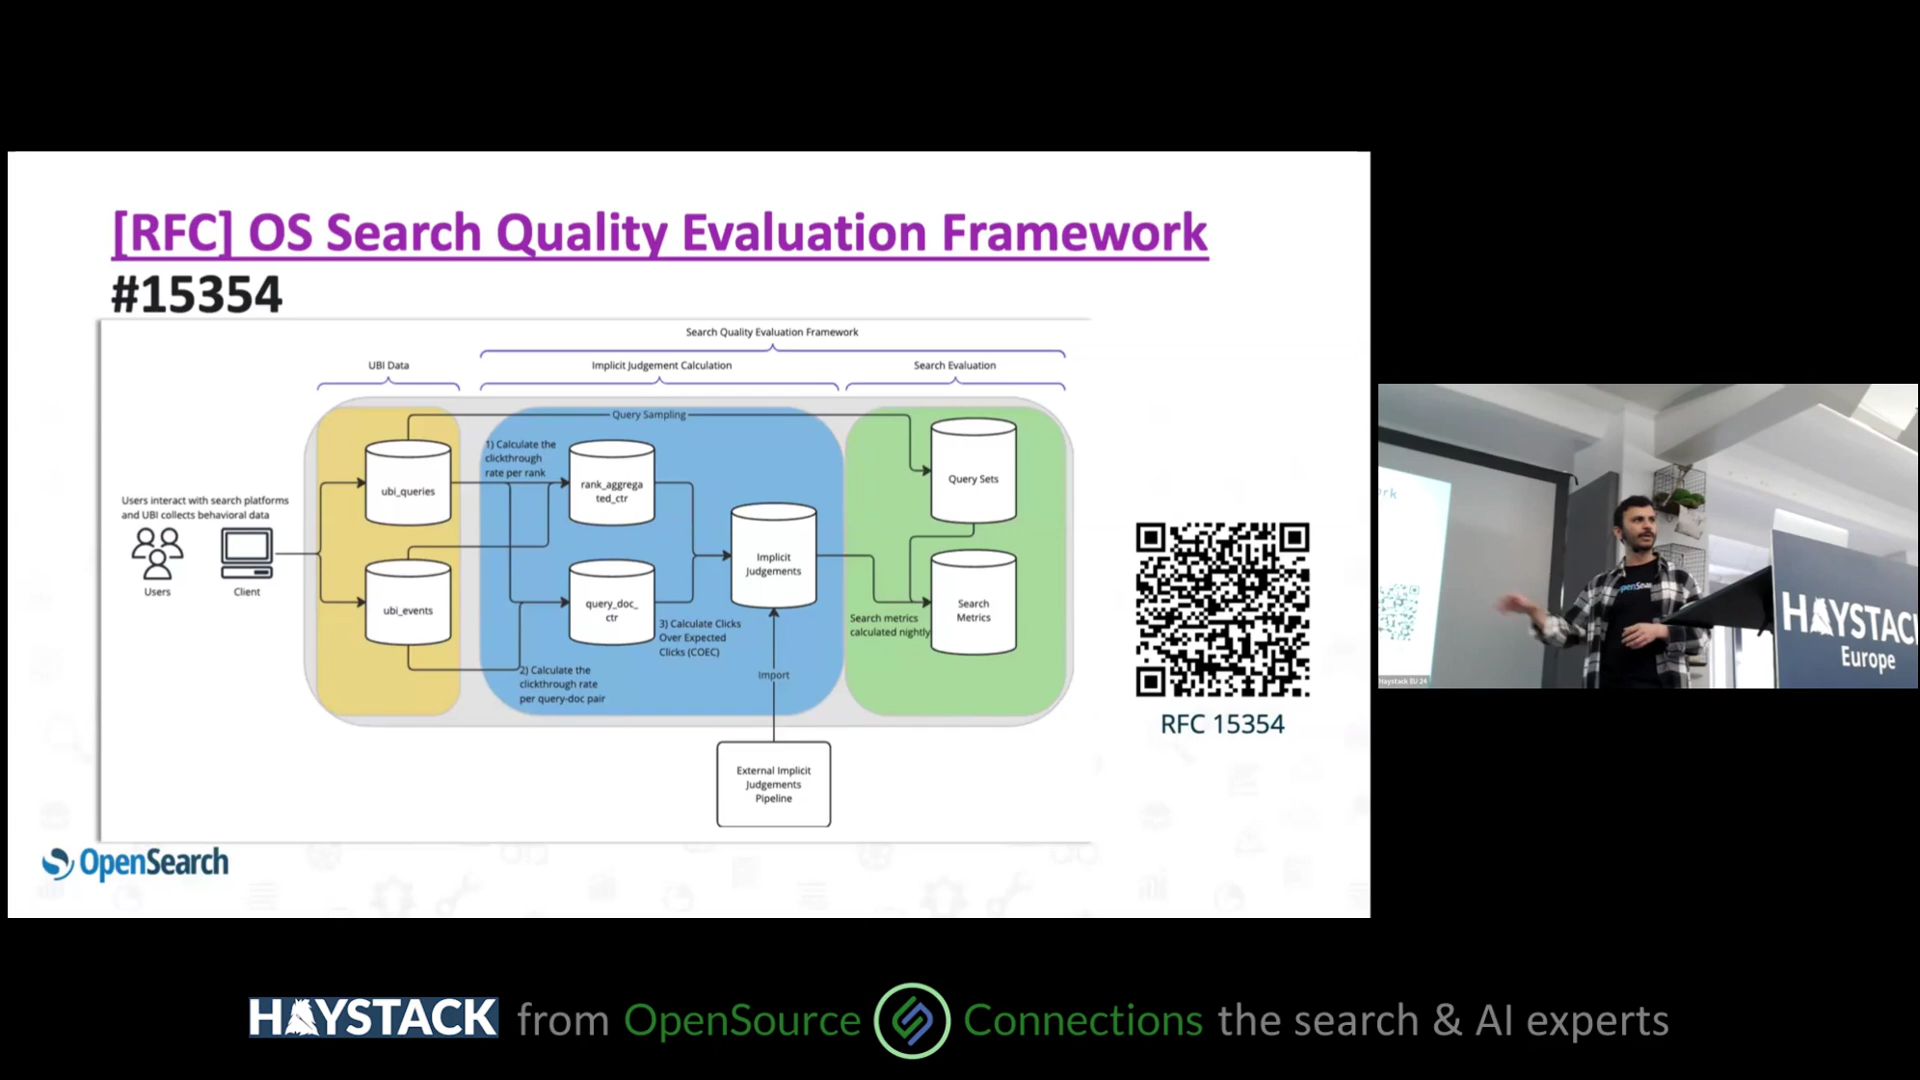 [RFC] OS Search Quality Evaluation Framework
#15354
Search Quality Evaluation Framework
UBI Data
Implicit Judgement Calculation
Search Evaluation
Query Sampling
1) Calculate the
clickthrough
rate per rank
ubi_queries
rank_aggrega
ted_ctr
Query Sets
Users interact with search platforms
and UBI collects behavioral data
Users
Client
ubi_events
query_doc_
ctr
Implicit
Judgements
3) Calculate Clicks
Over Expected
Clicks (COEC)
2) Calculate the
clickthrough rate
per query-doc pair
Import
Search metrics
calculated nightly
Search
Metrics
External Implicit
Judgements
Pipeline
RFC 15354
OpenSearch
Haystack EU 24
HAYSTAC
Europe
HAYSTACK from OpenSource Connections the search & AI experts